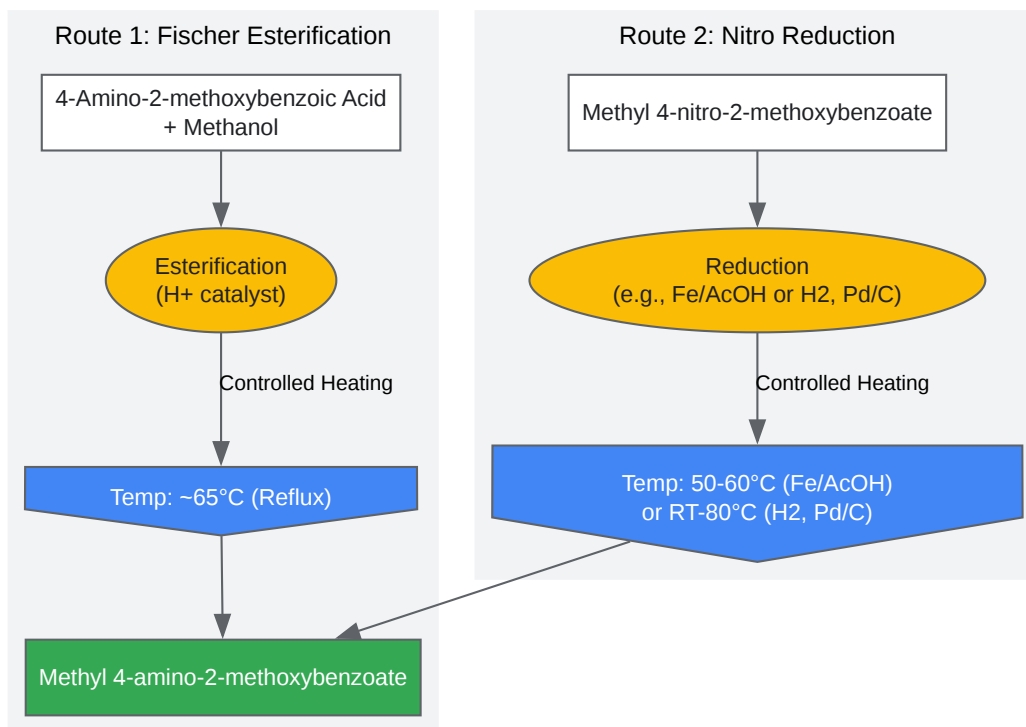 Route 1: Fischer Esterification
4-Amino-2-methoxybenzoic Acid
+ Methanol
Esterification
(H+ catalyst)
Controlled Heating
Temp: ~65°C (Reflux)
Methyl 4-amino-2-methoxybenzoate
Route 2: Nitro Reduction
Methyl 4-nitro-2-methoxybenzoate
Reduction
(e.g., Fe/AcOH or H2, Pd/C)
Controlled Heating
Temp: 50-60°C (Fe/AcOH)
or RT-80°C (H2, Pd/C)